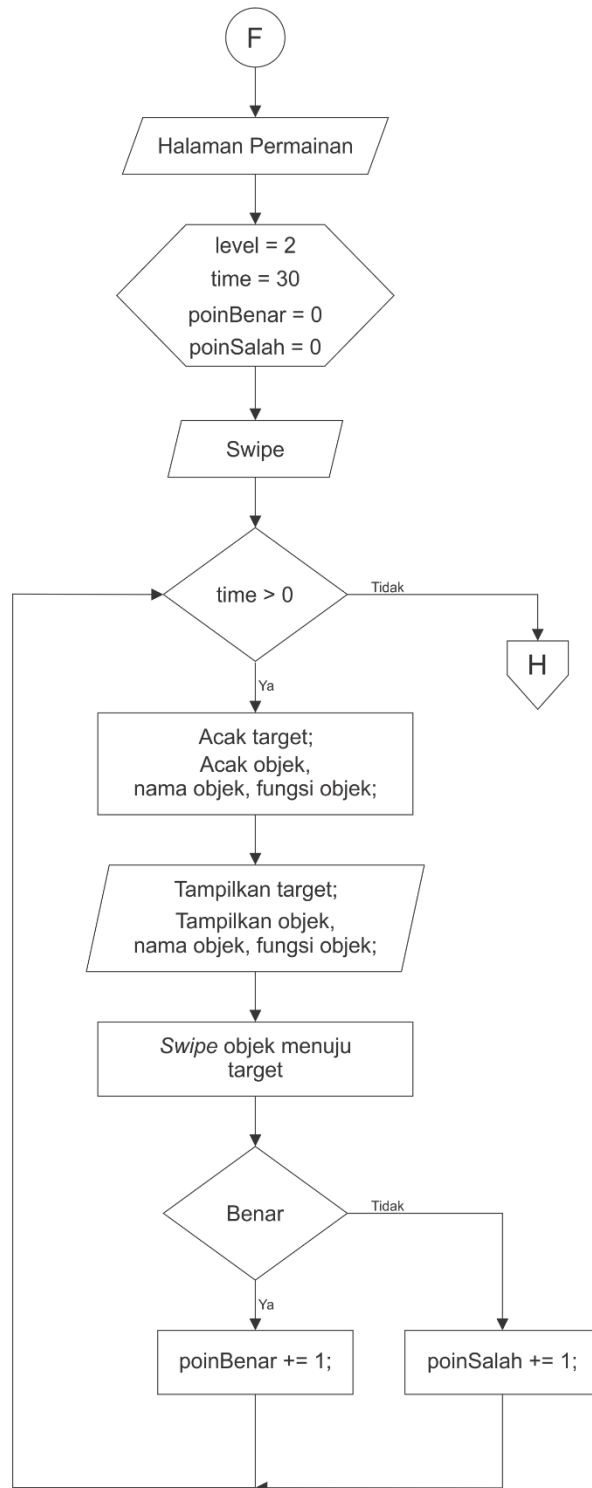 F
Halaman Permainan
level = 2
time = 30
poinBenar = 0
poinSalah = 0
Swipe
time > 0
Tidak
H
Ya
Acak target;
Acak objek,
nama objek, fungsi objek;
Tampilkan target;
Tampilkan objek,
nama objek, fungsi objek;
Swipe objek menuju
target
Benar
Tidak
Ya
poinBenar += 1;
poinSalah += 1;